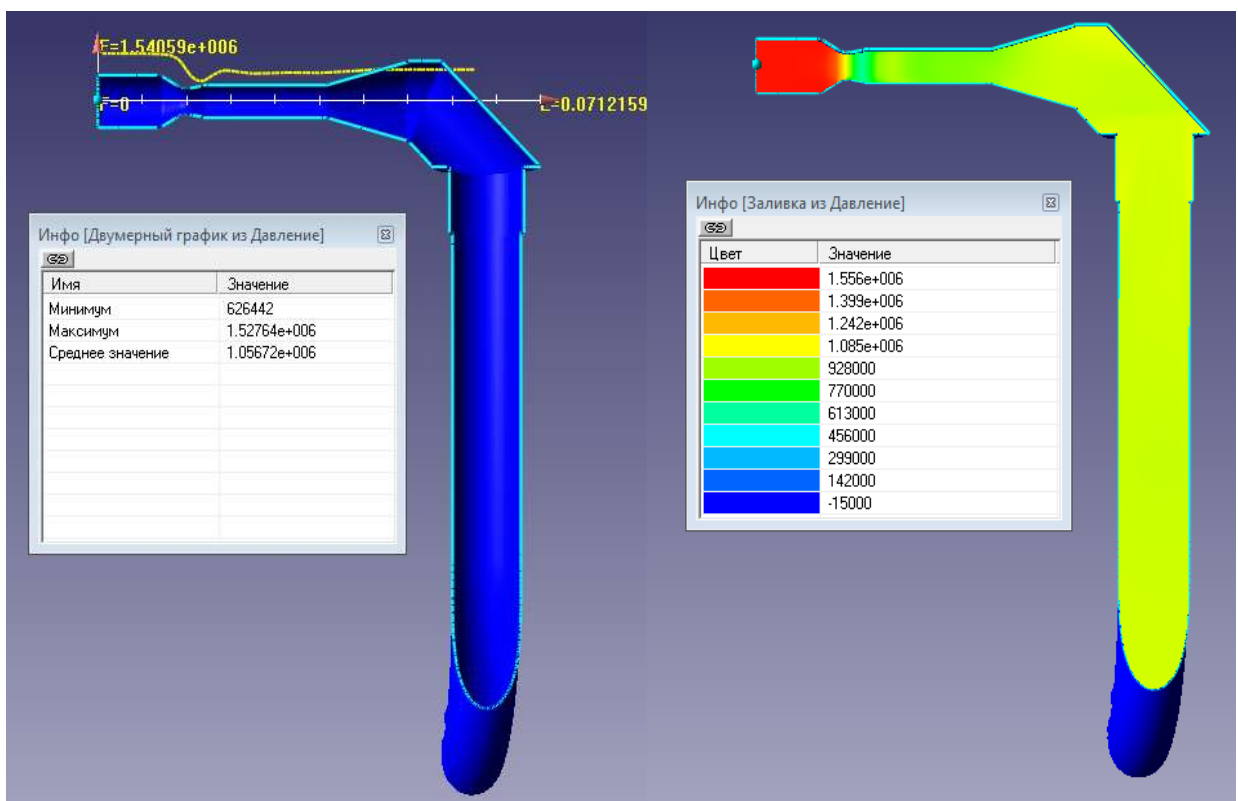 F=1.54059e+006
F=0
L=0.0712159
Инфо [Двумерный график из Давление]
Имя Значение
Минимум 626442
Максимум 1.52764e+006
Среднее значение 1.05672e+006
Инфо [Заливка из Давление]
Цвет Значение
1.556e+006
1.399e+006
1.242e+006
1.085e+006
928000
770000
613000
456000
299000
142000
-15000